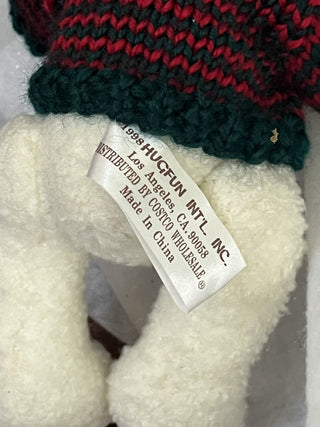 1998 HUGFUN INT'L. INC.
Los Angeles, CA. 90058
DISTRIBUTED BY COSTCO WHOLESALE®
Made In China